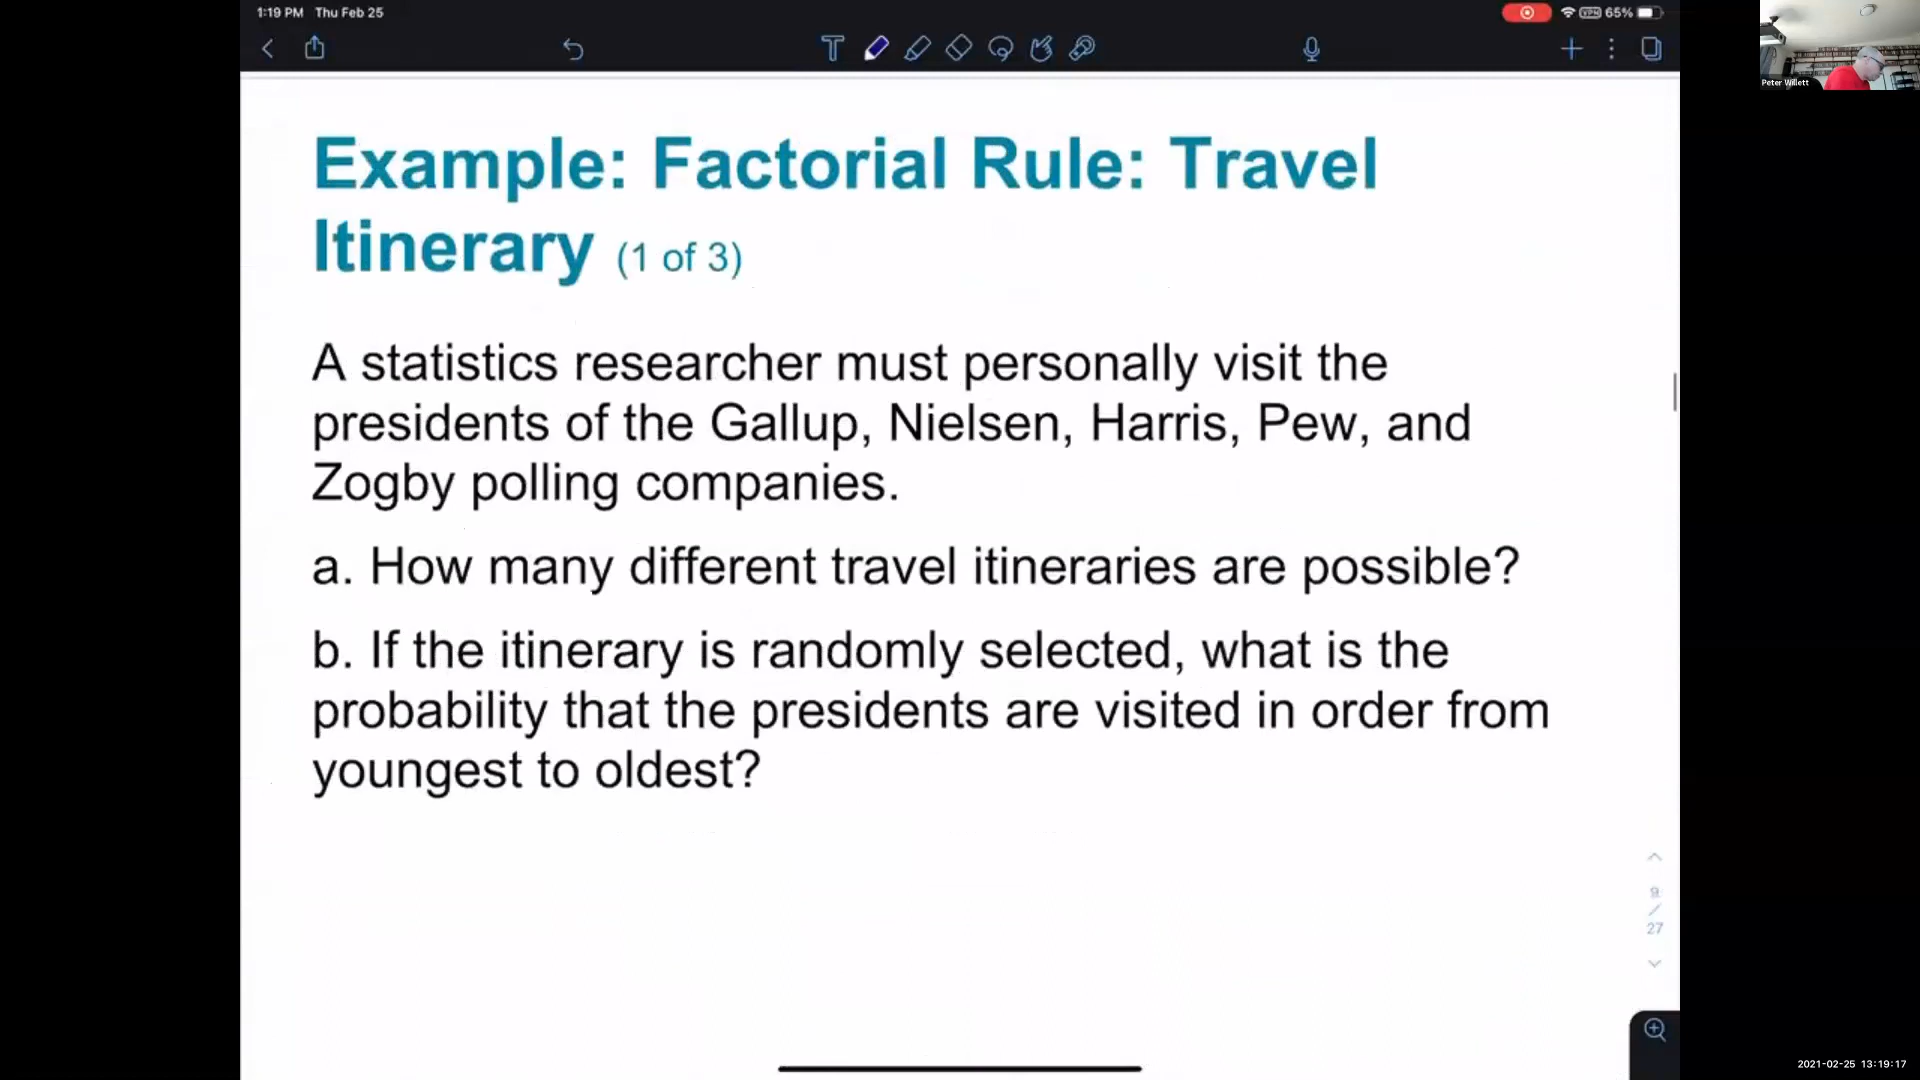 1:19 PM Thu Feb 25
VPN 65%
Peter Willett
Example: Factorial Rule: Travel
Itinerary (1 of 3)
A statistics researcher must personally visit the
presidents of the Gallup, Nielsen, Harris, Pew, and
Zogby polling companies.
a. How many different travel itineraries are possible?
b. If the itinerary is randomly selected, what is the
probability that the presidents are visited in order from
youngest to oldest?
9
/
27
2021-02-25 13:19:17